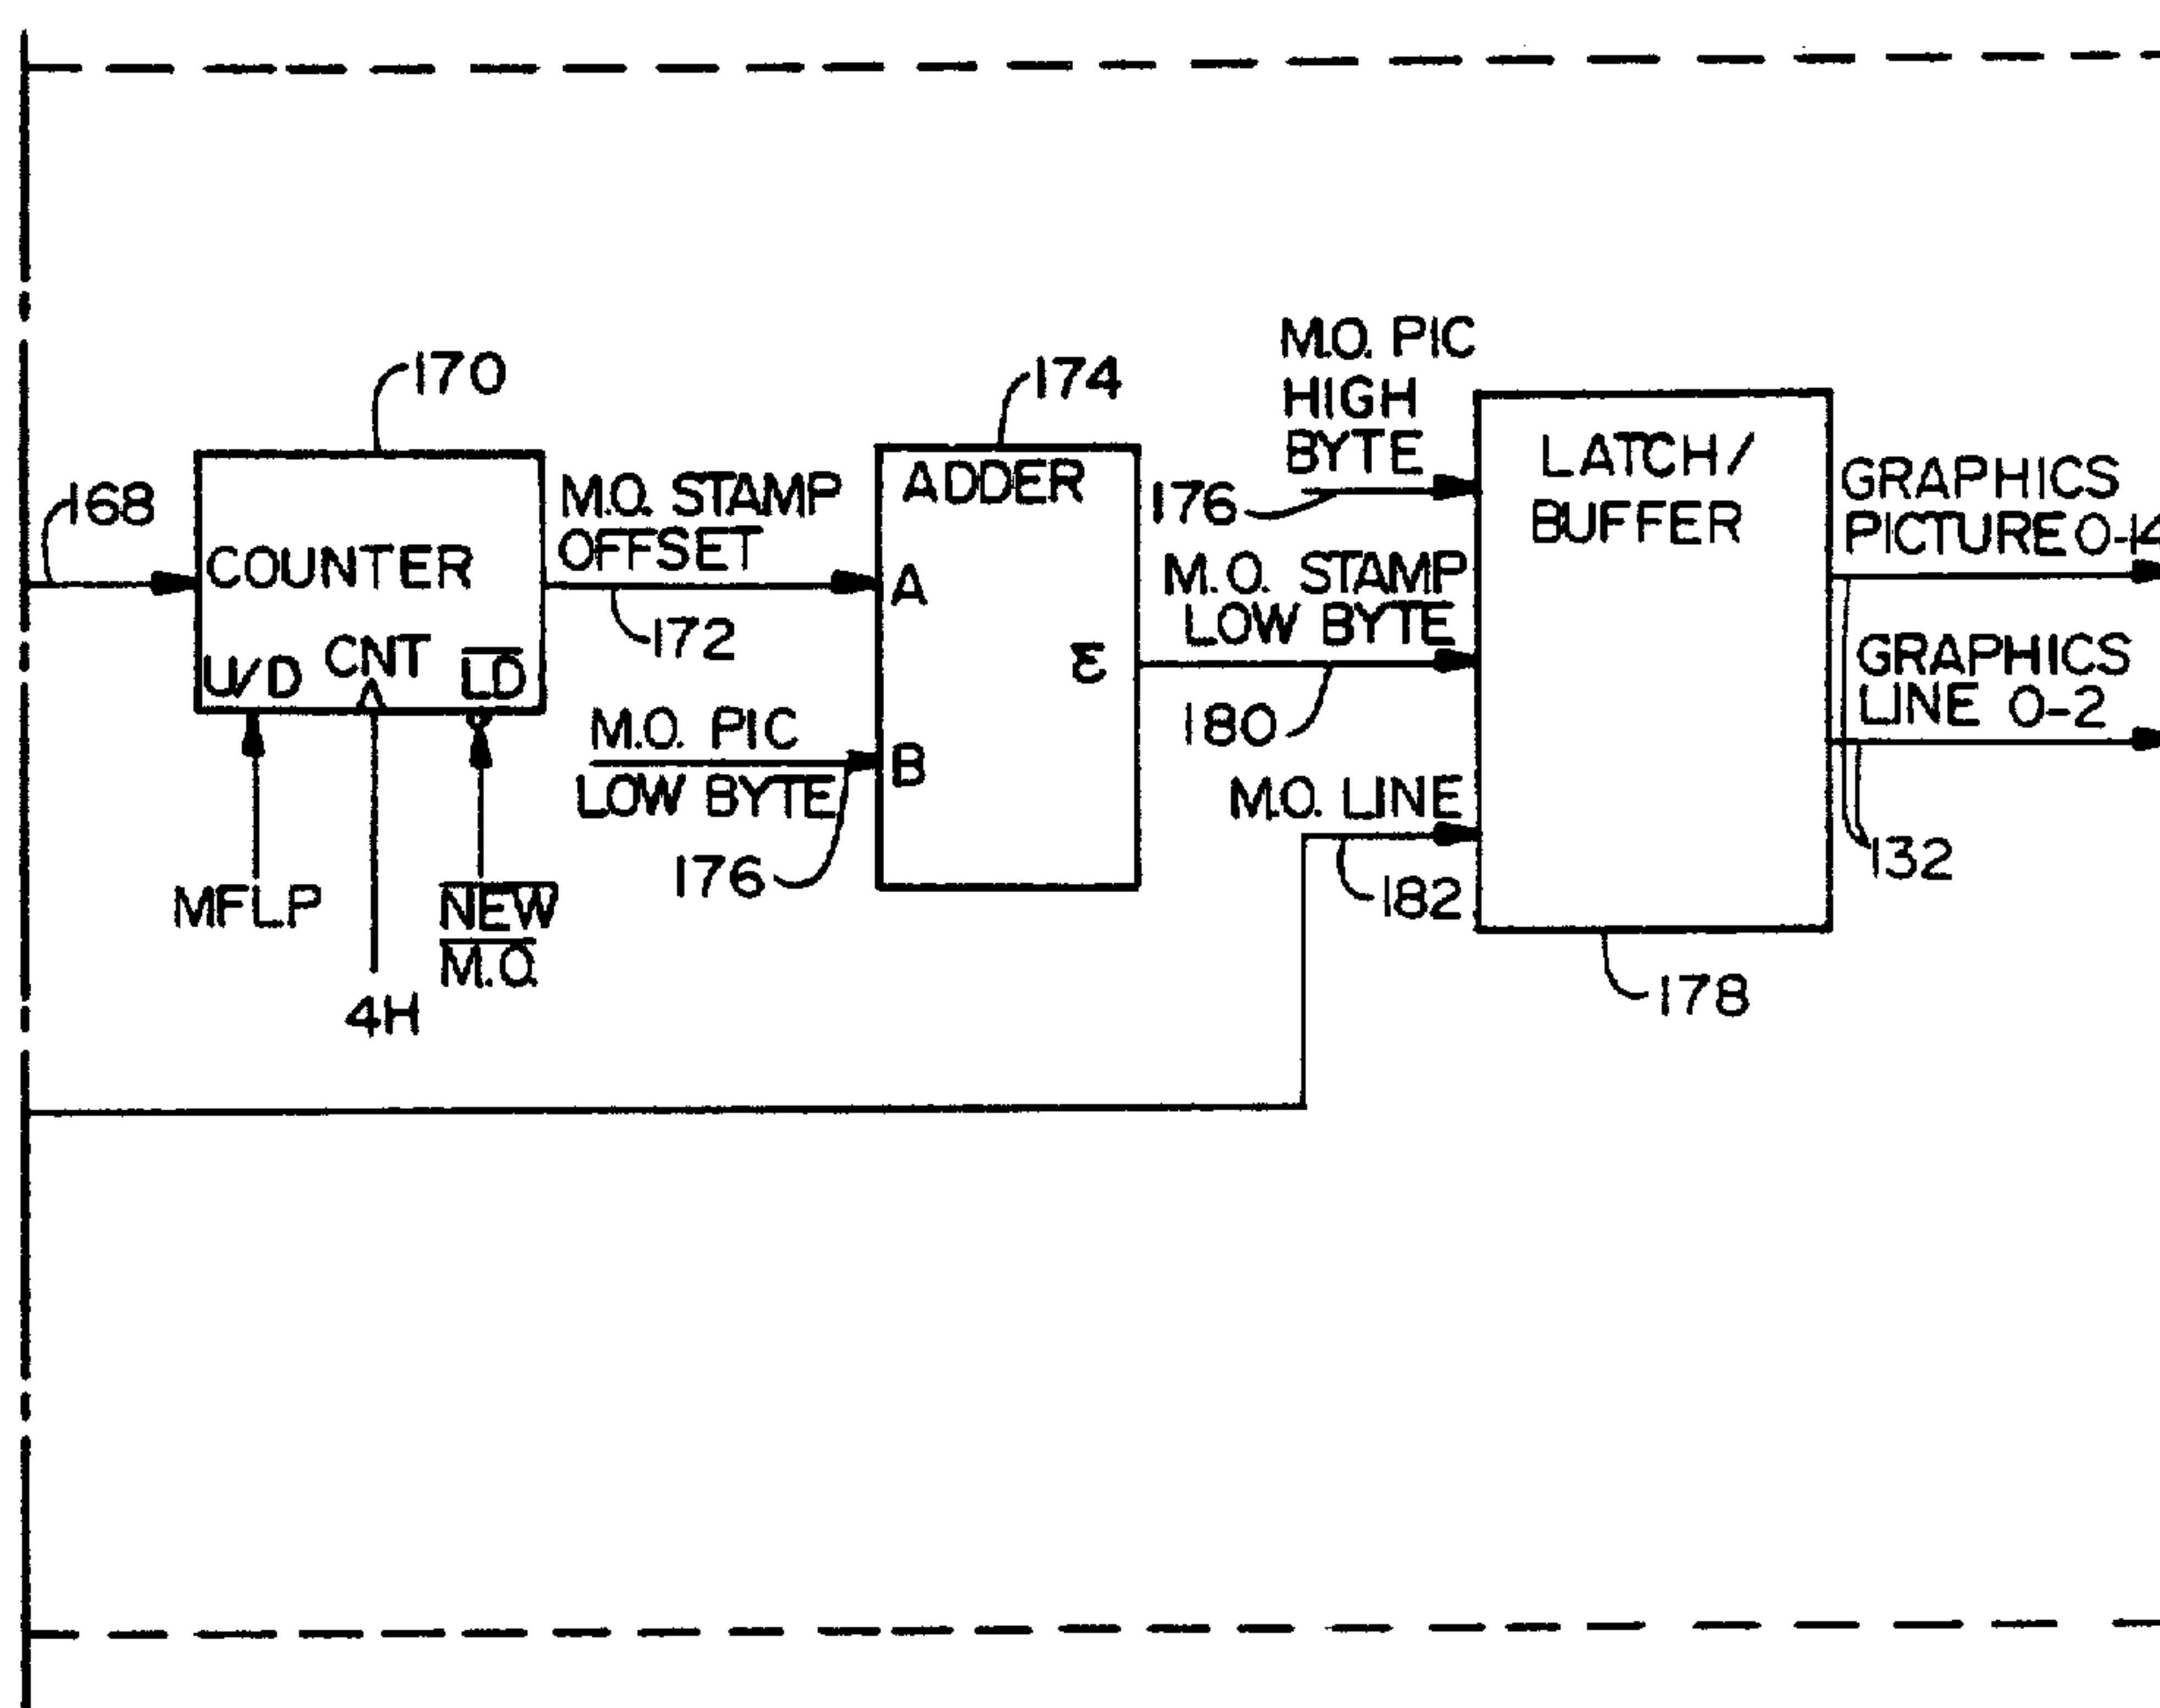 170
168
COUNTER
U/D CNT LD
MFLP
4H
NEW
M.O.
M.O. STAMP
OFFSET
172
M.O. PIC
LOW BYTE
176
174
ADDER
A
B
Σ
M.O. PIC
HIGH
BYTE
176
M.O. STAMP
LOW BYTE
180
M.O. LINE
182
LATCH/
BUFFER
178
GRAPHICS
PICTURE 0-14
GRAPHICS
LINE 0-2
132